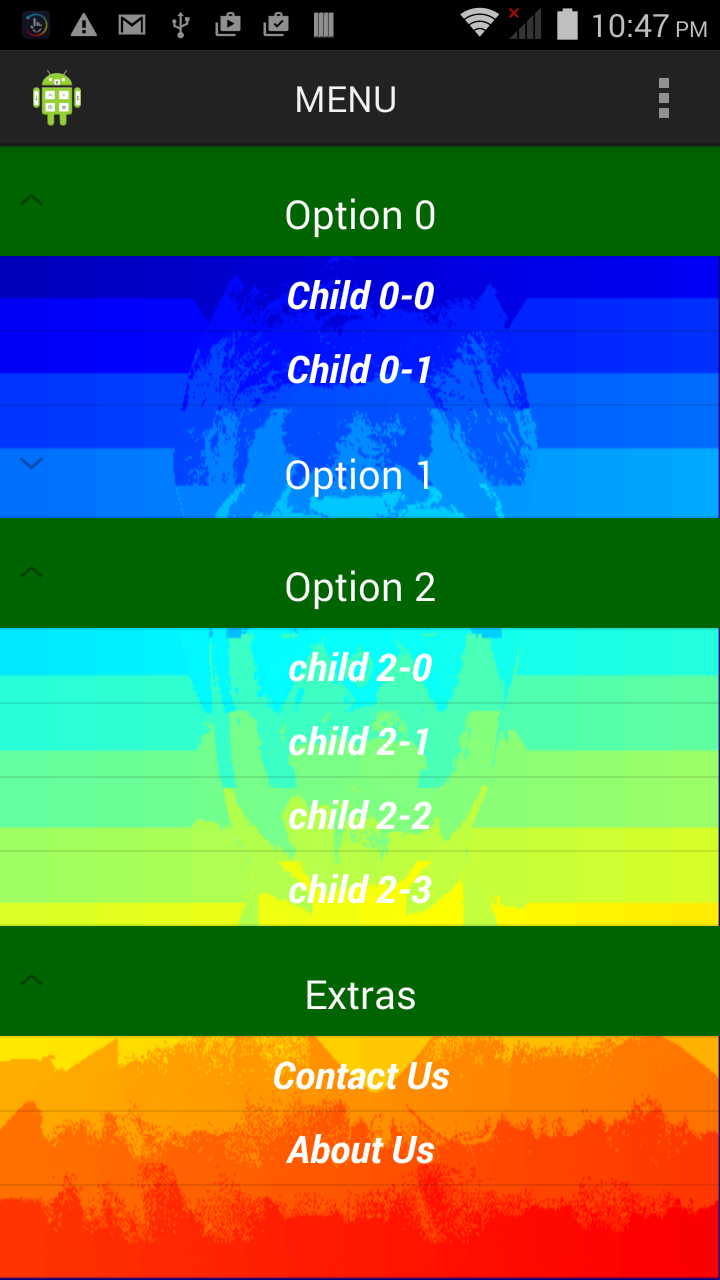 10:47 PM
MENU
Option 0
Child 0-0
Child 0-1
Option 1
Option 2
child 2-0
child 2-1
child 2-2
child 2-3
Extras
Contact Us
About Us